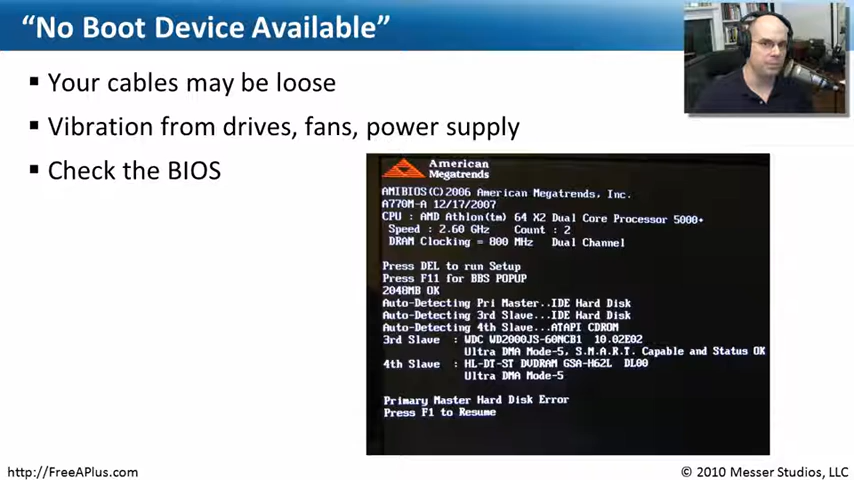 “No Boot Device Available”
▪ Your cables may be loose
▪ Vibration from drives, fans, power supply
▪ Check the BIOS
American
Megatrends
AMIBIOS(C)2006 American Megatrends, Inc.
A770M-A 12/17/2007
CPU : AMD Athlon(tm) 64 X2 Dual Core Processor 5000+
Speed : 2.60 GHz Count : 2
DRAM Clocking = 800 MHz Dual Channel
Press DEL to run Setup
Press F11 for BBS POPUP
2048MB OK
Auto-Detecting Pri Master..IDE Hard Disk
Auto-Detecting 3rd Slave...IDE Hard Disk
Auto-Detecting 4th Slave...ATAPI CDROM
3rd Slave : WDC WD2000JS-60NCB1 10.02E02
Ultra DMA Mode-5, S.M.A.R.T. Capable and Status OK
4th Slave : HL-DT-ST DVDRAM GSA-H62L DL00
Ultra DMA Mode-5
Primary Master Hard Disk Error
Press F1 to Resume
http://FreeAPlus.com
© 2010 Messer Studios, LLC